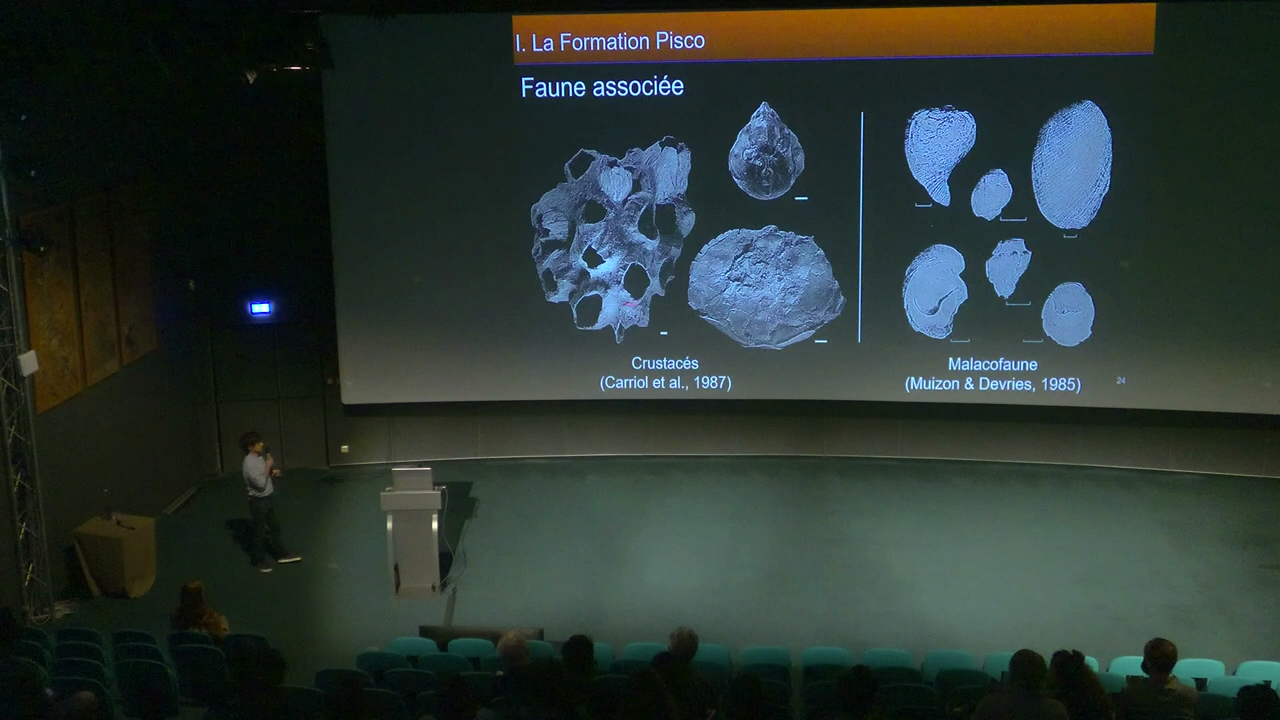 I. La Formation Pisco
Faune associée
Crustacés
(Carriol et al., 1987)
Malacofaune
(Muizon & Devries, 1985)
24